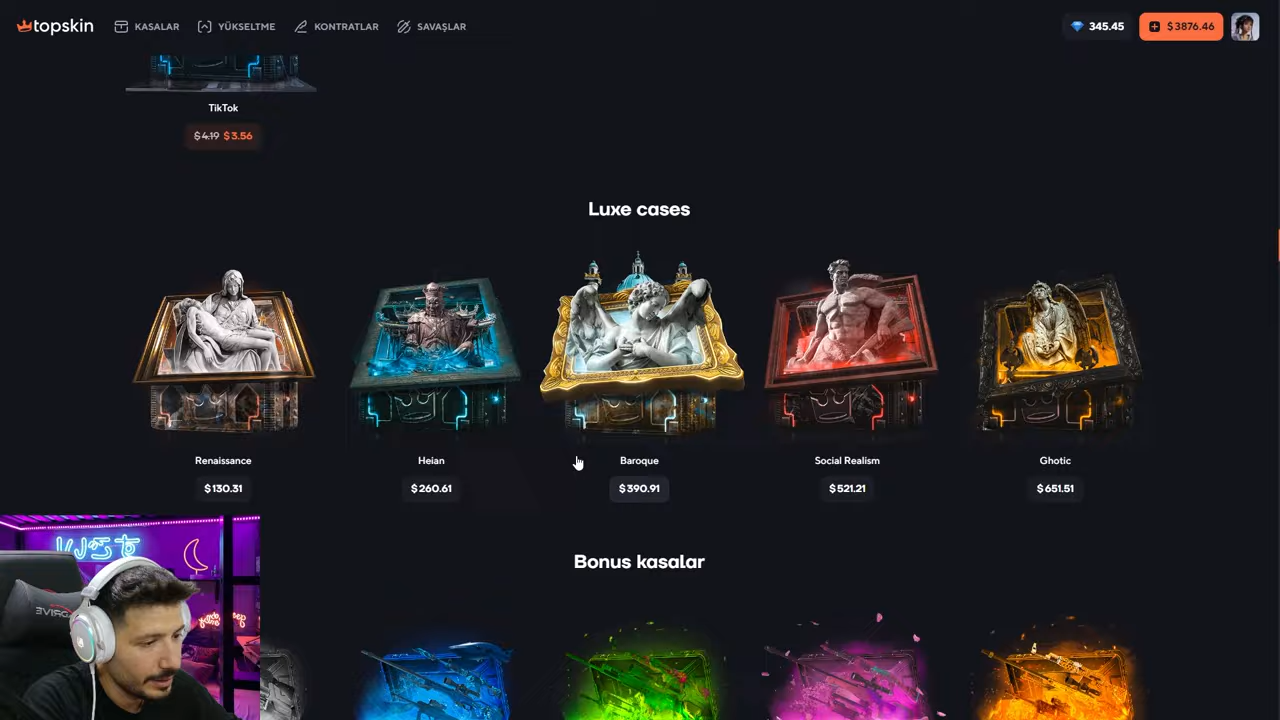 topskin
KASALAR
YÜKSELTME
KONTRATLAR
SAVAŞLAR
345.45
$3876.46
TikTok
$4.19 $3.56
Luxe cases
Renaissance
Heian
Baroque
Social Realism
Ghotic
$130.31
$260.61
$390.91
$521.21
$651.51
Bonus kasalar